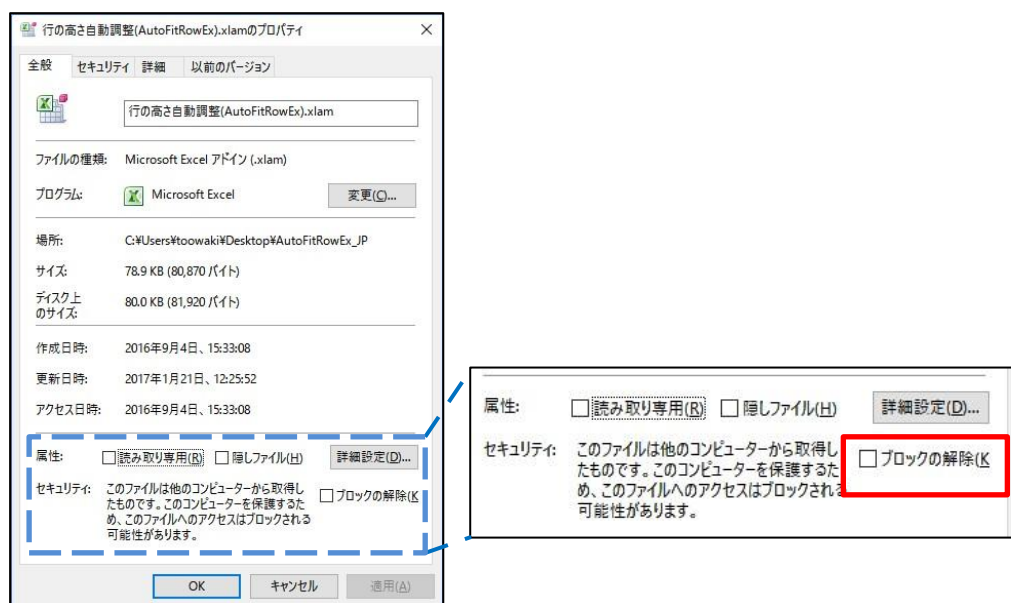 行の高さ自動調整(AutoFitRowEx).xlamのプロパティ
全般 セキュリティ 詳細 以前のバージョン
行の高さ自動調整(AutoFitRowEx).xlam
ファイルの種類: Microsoft Excel アドイン (.xlam)
プログラム: Microsoft Excel 変更(C)...
場所: C:¥Users¥toowaki¥Desktop¥AutoFitRowEx_JP
サイズ: 78.9 KB (80,870 バイト)
ディスク上
のサイズ: 80.0 KB (81,920 バイト)
作成日時: 2016年9月4日、15:33:08
更新日時: 2017年1月21日、12:25:52
アクセス日時: 2016年9月4日、15:33:08
属性: 読み取り専用(R) 隠しファイル(H) 詳細設定(D)...
セキュリティ: このファイルは他のコンピューターから取得し
たものです。このコンピューターを保護するた
め、このファイルへのアクセスはブロックされる
可能性があります。
ブロックの解除(K
OK キャンセル 適用(A)
属性: 読み取り専用(R) 隠しファイル(H) 詳細設定(D)...
セキュリティ: このファイルは他のコンピューターから取得し
たものです。このコンピューターを保護するた
め、このファイルへのアクセスはブロックされる
可能性があります。
ブロックの解除(K